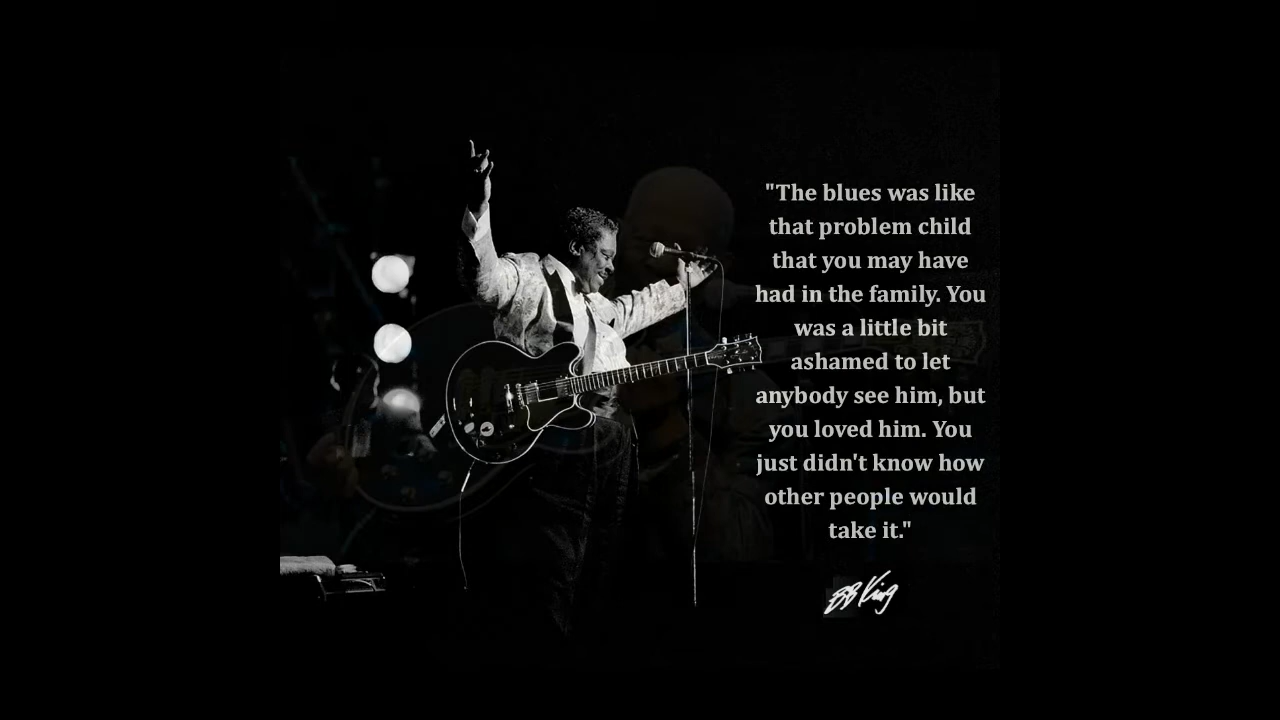 "The blues was like
that problem child
that you may have
had in the family. You
was a little bit
ashamed to let
anybody see him, but
you loved him. You
just didn't know how
other people would
take it."
BB King